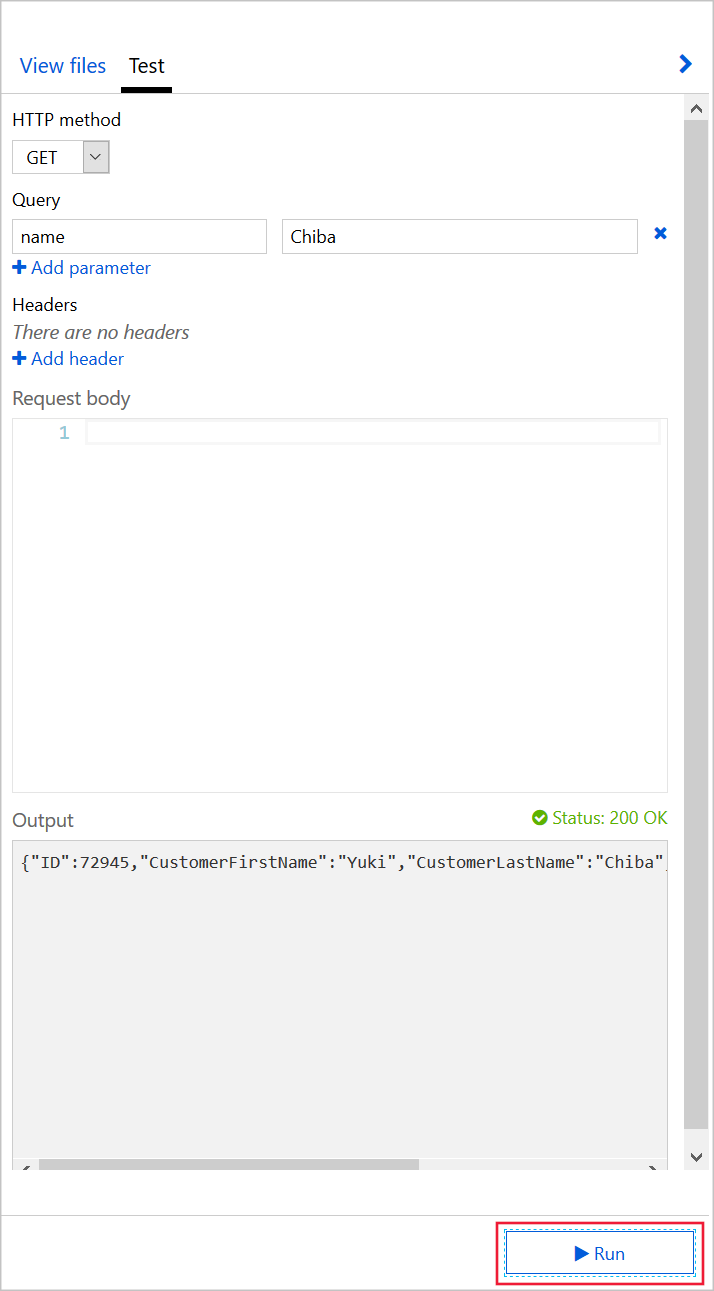 View files Test
HTTP method
GET
Query
name Chiba
Add parameter
Headers
There are no headers
Add header
Request body
1
Output Status: 200 OK
{"ID":72945,"CustomerFirstName":"Yuki","CustomerLastName":"Chiba",
Run